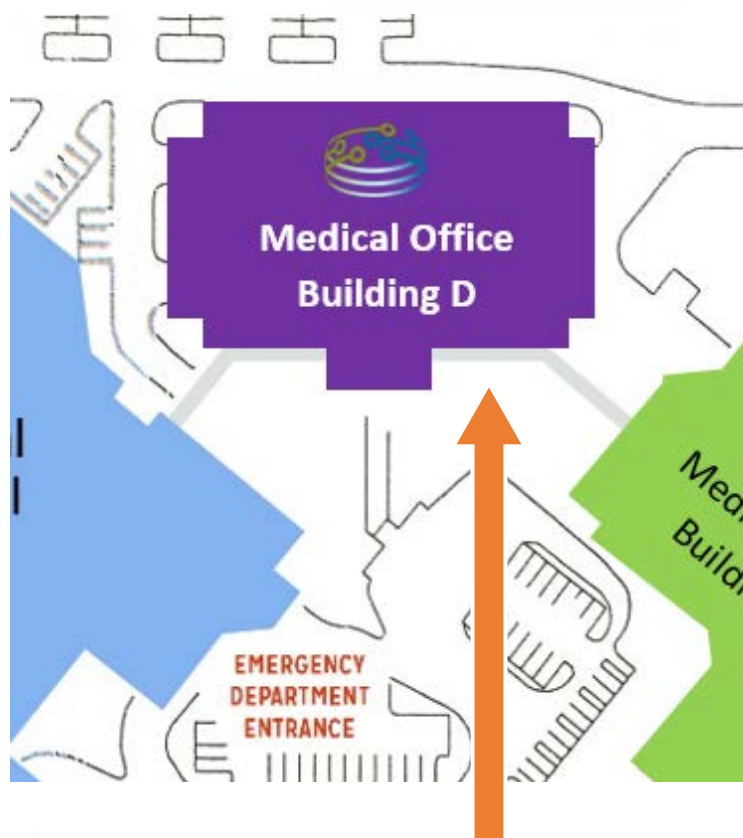 Medical Office
Building D
EMERGENCY
DEPARTMENT
ENTRANCE